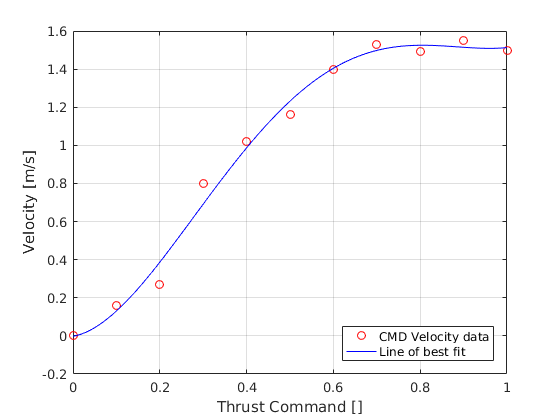 1.6
1.4
1.2
1
0.8
0.6
0.4
0.2
0
-0.2
Velocity [m/s]
CMD Velocity data
Line of best fit
0 0.2 0.4 0.6 0.8 1
Thrust Command []